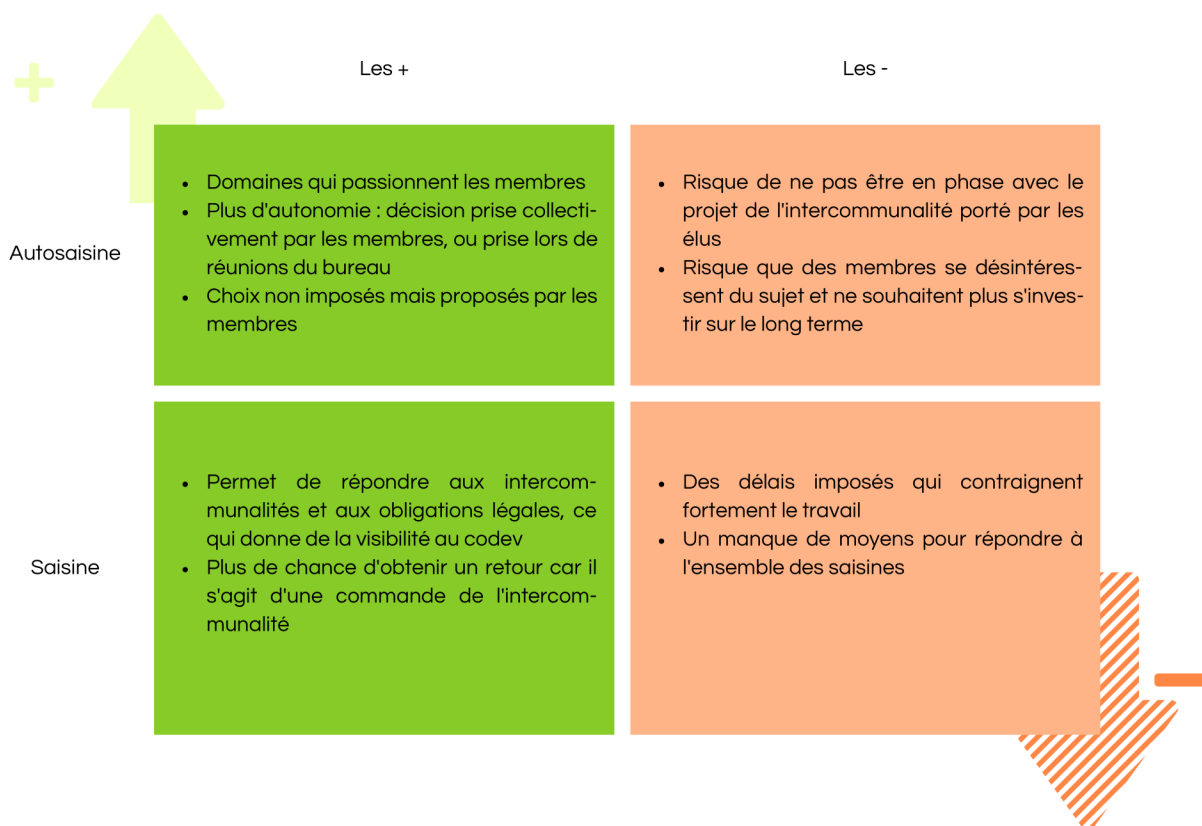 Les +
Les -
Autosaisine
• Domaines qui passionnent les membres
• Plus d'autonomie : décision prise collecti-
vement par les membres, ou prise lors de
réunions du bureau
• Choix non imposés mais proposés par les
membres
• Risque de ne pas être en phase avec le
projet de l'intercommunalité porté par les
élus
• Risque que des membres se désintéres-
sent du sujet et ne souhaitent plus s'inves-
tir sur le long terme
Saisine
• Permet de répondre aux intercom-
munalités et aux obligations légales, ce
qui donne de la visibilité au codev
• Plus de chance d'obtenir un retour car il
s'agit d'une commande de l'intercom-
munalité
• Des délais imposés qui contraignent
fortement le travail
• Un manque de moyens pour répondre à
l'ensemble des saisines